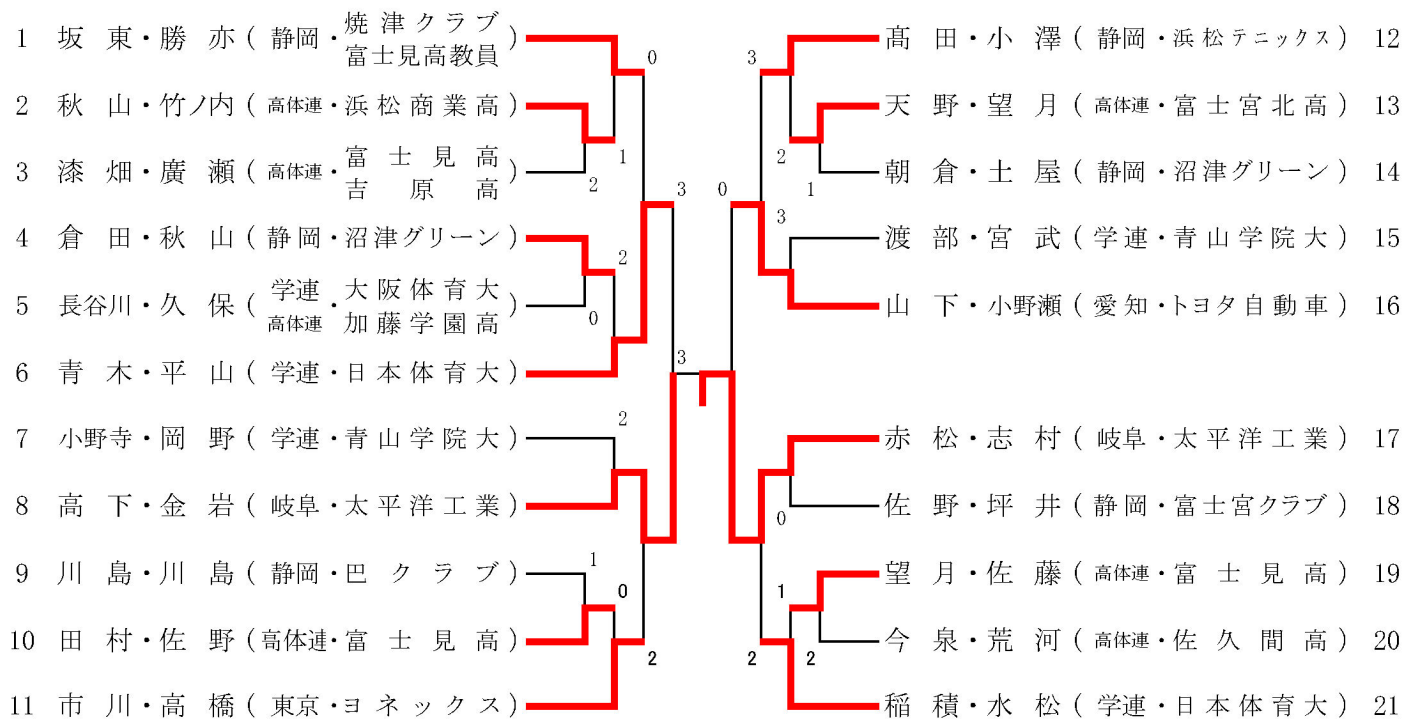 1 坂東・勝亦(静岡・焼津クラブ 富士見高教員)
2 秋山・竹ノ内(高体連・浜松商業高)
3 漆畑・廣瀬(高体連・富士見高 吉原高)
4 倉田・秋山(静岡・沼津グリーン)
5 長谷川・久保(学連 高体連・大阪体育大 加藤学園高)
6 青木・平山(学連・日本体育大)
7 小野寺・岡野(学連・青山学院大)
8 高下・金岩(岐阜・太平洋工業)
9 川島・川島(静岡・巴クラブ)
10 田村・佐野(高体連・富士見高)
11 市川・高橋(東京・ヨネックス)
0
1
2
2
0
3
3
2
1
0
2
髙田・小澤(静岡・浜松テニックス) 12
天野・望月(高体連・富士宮北高) 13
朝倉・土屋(静岡・沼津グリーン) 14
渡部・宮武(学連・青山学院大) 15
山下・小野瀬(愛知・トヨタ自動車) 16
赤松・志村(岐阜・太平洋工業) 17
佐野・坪井(静岡・富士宮クラブ) 18
望月・佐藤(高体連・富士見高) 19
今泉・荒河(高体連・佐久間高) 20
稲積・水松(学連・日本体育大) 21
3
2
1
0
3
0
1
2
2